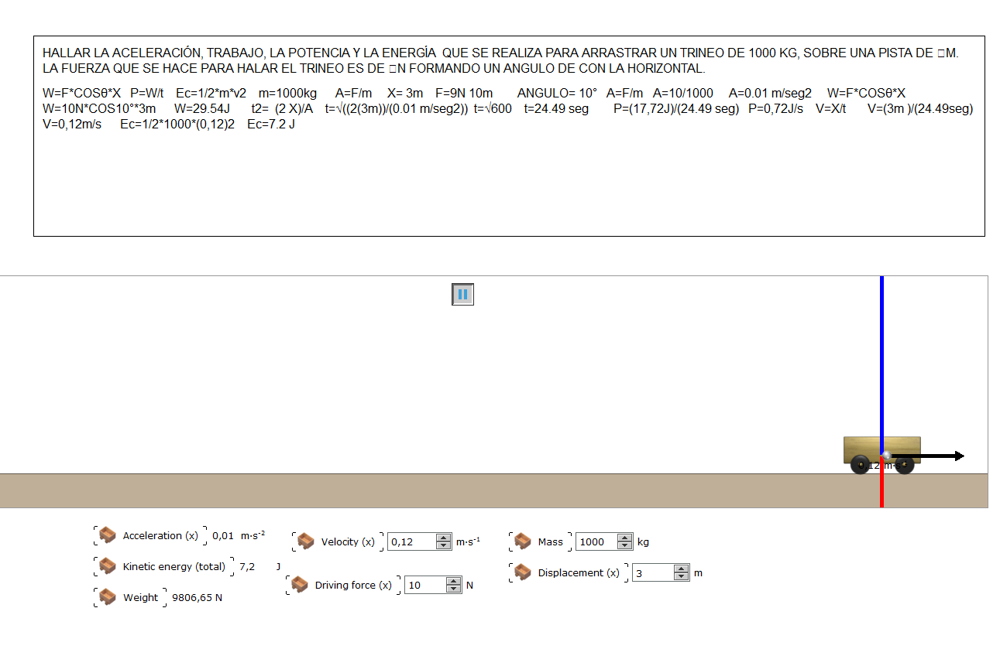 HALLAR LA ACELERACIÓN, TRABAJO, LA POTENCIA Y LA ENERGÍA QUE SE REALIZA PARA ARRASTRAR UN TRINEO DE 1000 KG, SOBRE UNA PISTA DE □M.
LA FUERZA QUE SE HACE PARA HALAR EL TRINEO ES DE □N FORMANDO UN ANGULO DE CON LA HORIZONTAL.
W=F*COSθ*X P=W/t Ec=1/2*m*v2 m=1000kg A=F/m X= 3m F=9N 10m ANGULO= 10° A=F/m A=10/1000 A=0.01 m/seg2 W=F*COSθ*X
W=10N*COS10°*3m W=29.54J t2= (2 X)/A t=√((2(3m))/(0.01 m/seg2)) t=√600 t=24.49 seg P=(17,72J)/(24.49 seg) P=0,72J/s V=X/t V=(3m )/(24.49seg)
V=0,12m/s Ec=1/2*1000*(0,12)2 Ec=7.2 J
0,12 m·s⁻¹
Acceleration (x) 0,01 m·s⁻²
Velocity (x) 0,12 m·s⁻¹
Mass 1000 kg
Kinetic energy (total) 7,2 J
Displacement (x) 3 m
Driving force (x) 10 N
Weight 9806,65 N